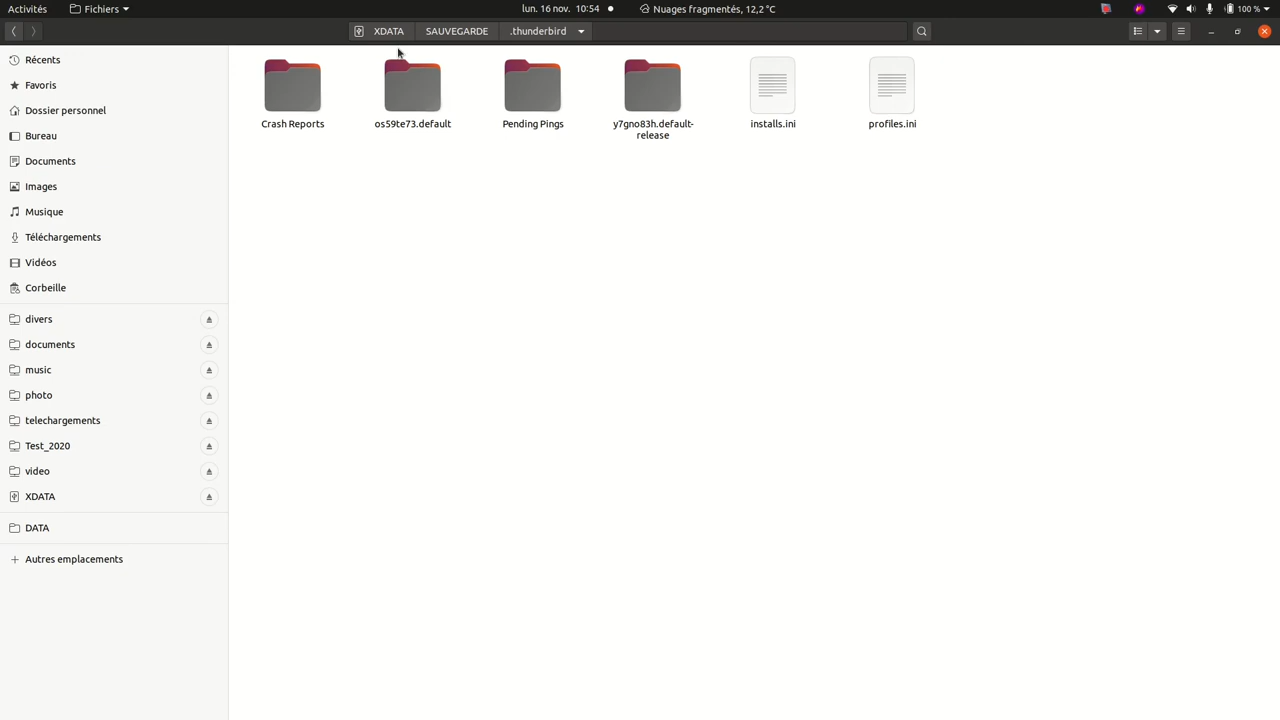 Activités
Fichiers
lun. 16 nov. 10:54
Nuages fragmentés, 12,2 °C
100 %
XDATA
SAUVEGARDE
.thunderbird
Récents
Favoris
Dossier personnel
Bureau
Documents
Images
Musique
Téléchargements
Vidéos
Corbeille
divers
documents
music
photo
telechargements
Test_2020
video
XDATA
DATA
Autres emplacements
Crash Reports
os59te73.default
Pending Pings
y7gno83h.default-
release
installs.ini
profiles.ini